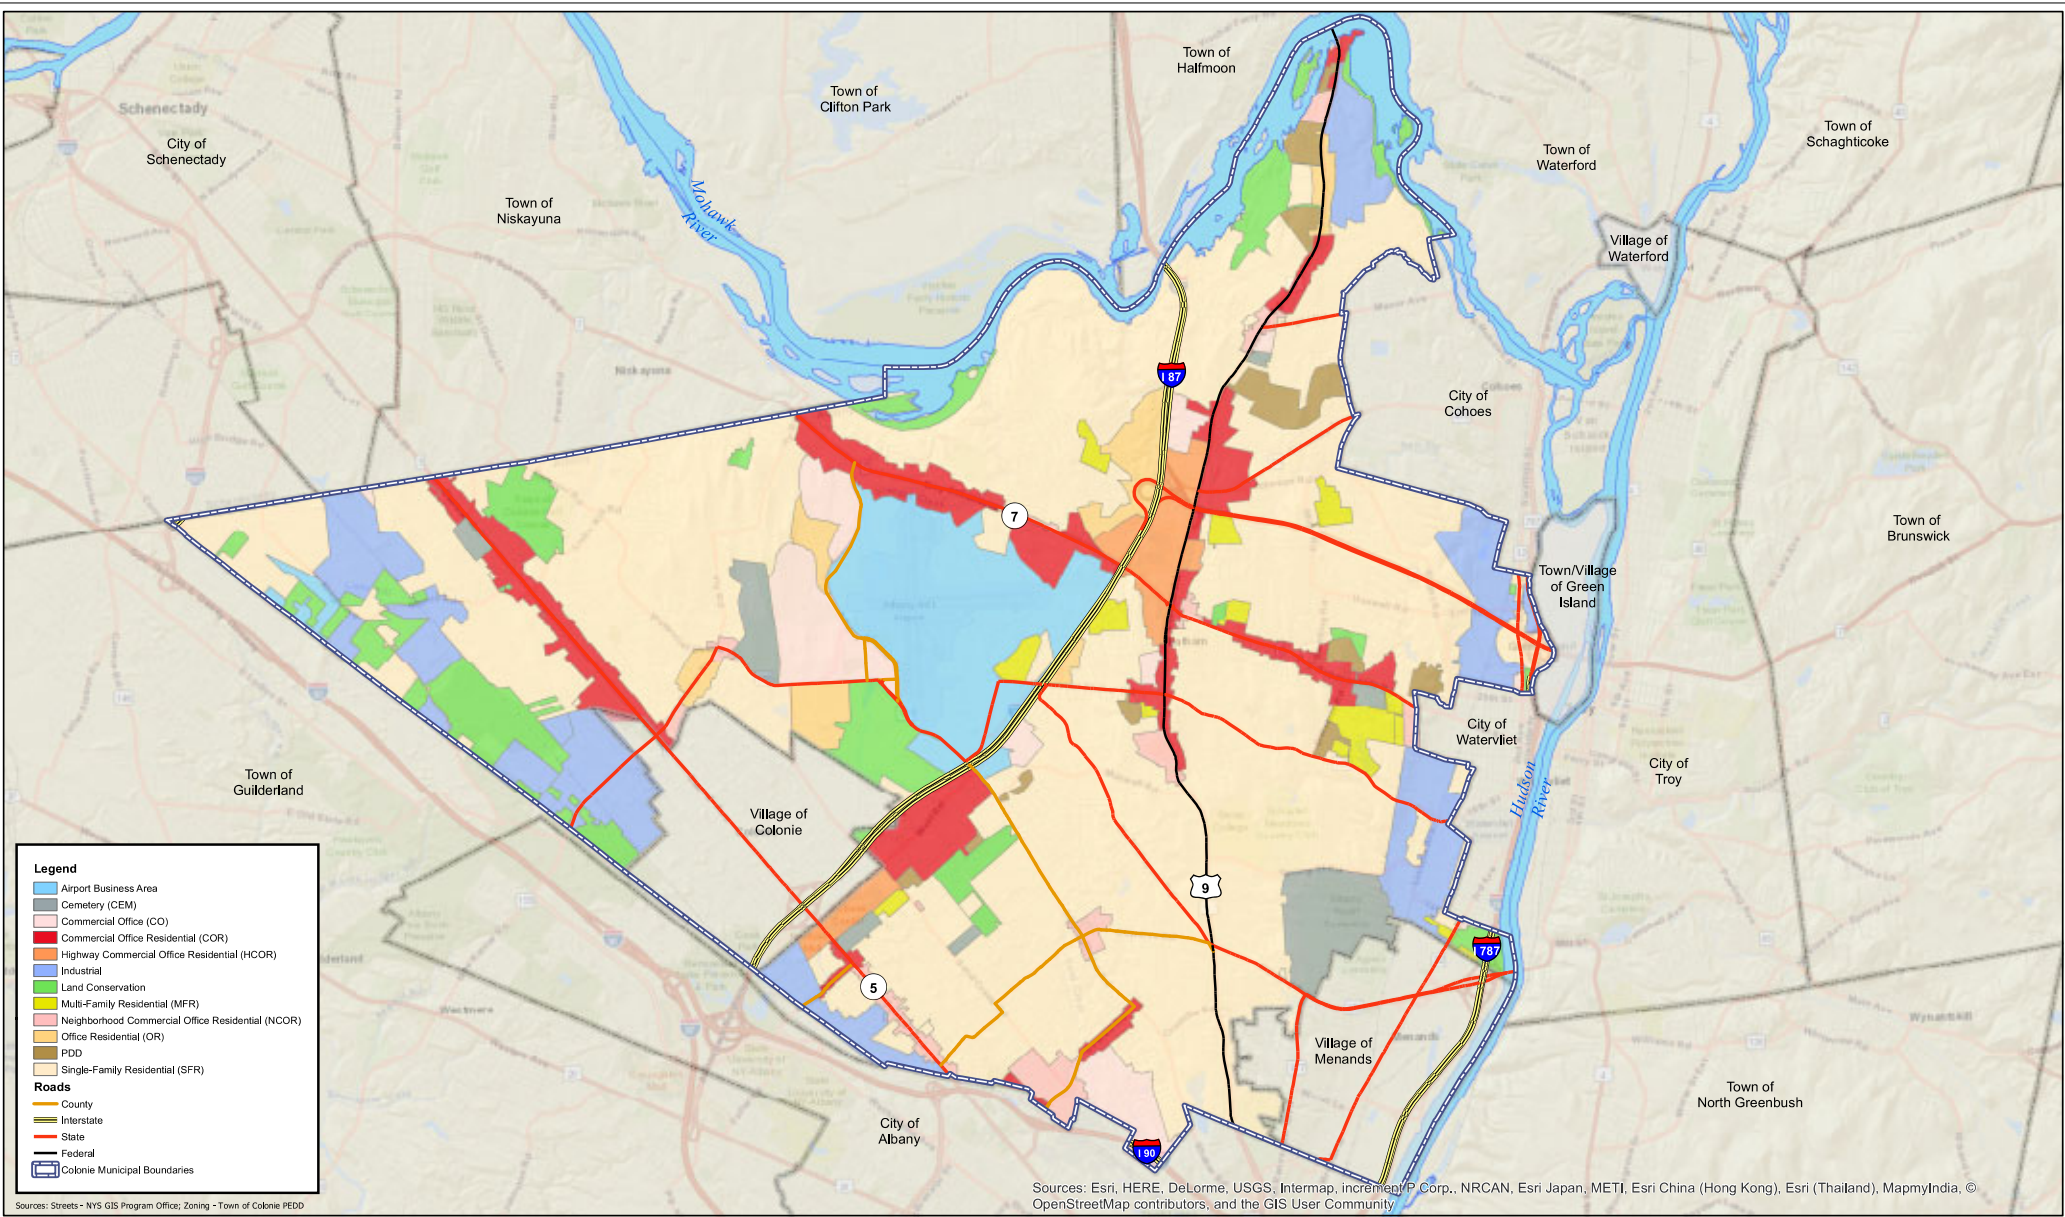 Town of
Halfmoon
Town of
Clifton Park
Town of
Schaghticoke
City of
Schenectady
Schenectady
Town of
Waterford
Town of
Niskayuna
Mohawk
River
Village of
Waterford
Niskayuna
I 87
Cohoes
City of
Cohoes
7
Town of
Brunswick
Town/Village
of Green
Island
City of
Watervliet
City of
Troy
Hudson
River
Town of
Guilderland
Village of
Colonie
9
I 787
5
Westmere
Wynantskill
Village of
Menands
Menands
Town of
North Greenbush
City of
Albany
I 90
Legend
Airport Business Area
Cemetery (CEM)
Commercial Office (CO)
Commercial Office Residential (COR)
Highway Commercial Office Residential (HCOR)
Industrial
Land Conservation
Multi-Family Residential (MFR)
Neighborhood Commercial Office Residential (NCOR)
Office Residential (OR)
PDD
Single-Family Residential (SFR)
Roads
County
Interstate
State
Federal
Colonie Municipal Boundaries
Sources: Streets - NYS GIS Program Office; Zoning - Town of Colonie PEDD
Sources: Esri, HERE, DeLorme, USGS, Intermap, increment P Corp., NRCAN, Esri Japan, METI, Esri China (Hong Kong), Esri (Thailand), MapmyIndia, ©
OpenStreetMap contributors, and the GIS User Community